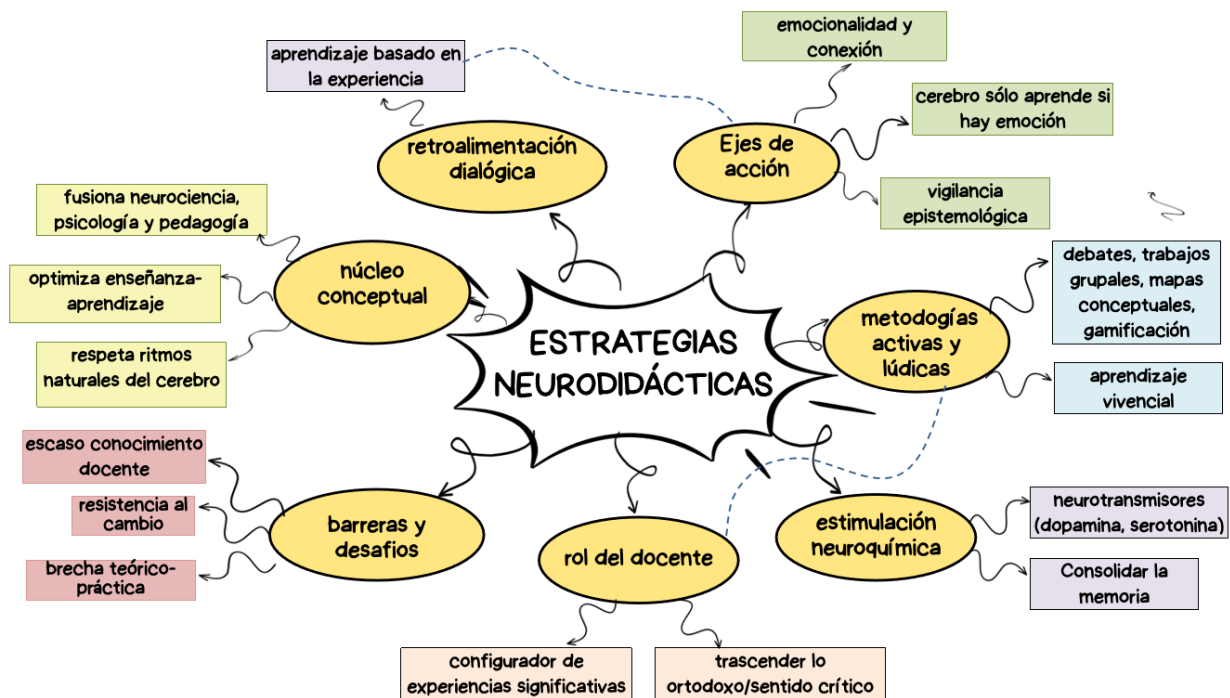 emocionalidad y
conexión
aprendizaje basado en
la experiencia
cerebro sólo aprende si
hay emoción
retroalimentación
dialógica
Ejes de
acción
vigilancia
epistemológica
fusiona neurociencia,
psicología y pedagogía
optimiza enseñanza-
aprendizaje
respeta ritmos
naturales del cerebro
núcleo
conceptual
ESTRATEGIAS
NEURODIDÁCTICAS
metodogías
activas y
lúdicas
debates, trabajos
grupales, mapas
conceptuales,
gamificación
aprendizaje
vivencial
escaso conocimiento
docente
resistencia al
cambio
brecha teórico-
práctica
barreras y
desafios
rol del docente
estimulación
neuroquímica
neurotransmisores
(dopamina, serotonina)
Consolidar la
memoria
configurador de
experiencias significativas
trascender lo
ortodoxo/sentido crítico